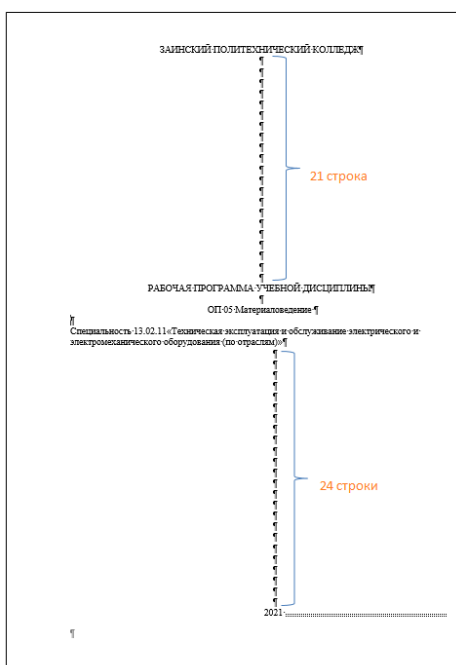 ЗАИНСКИЙ ПОЛИТЕХНИЧЕСКИЙ КОЛЛЕДЖ¶
21 строка
РАБОЧАЯ·ПРОГРАММА·УЧЕБНОЙ·ДИСЦИПЛИНЫ¶
ОП·05·Материаловедение·¶
Специальность·13.02.11«Техническая·эксплуатация·и·обслуживание·электрического·и·
электромеханического·оборудования·(по·отраслям)»¶
24 строки
2021·